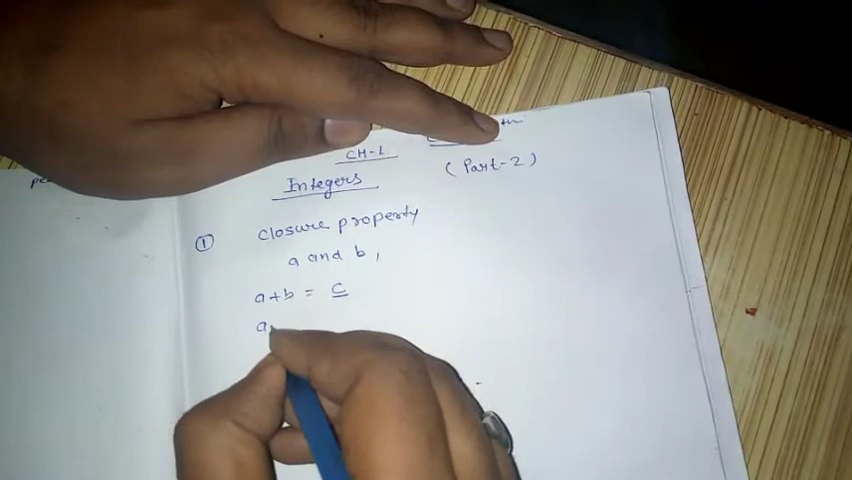 CH-1
Integers
(Part-2)
① closure property
a and b,
a+b = c
a